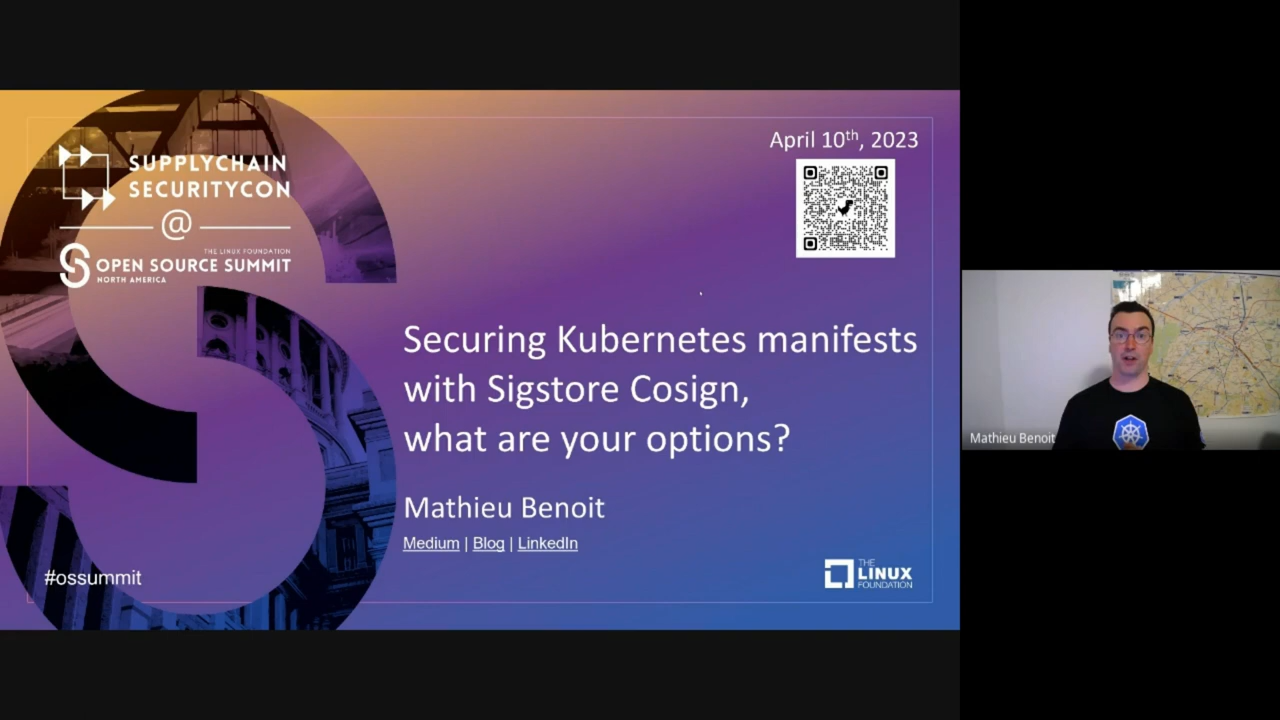 SUPPLYCHAIN
SECURITYCON
@
THE LINUX FOUNDATION
OPEN SOURCE SUMMIT
NORTH AMERICA
April 10th, 2023
Securing Kubernetes manifests
with Sigstore Cosign,
what are your options?
Mathieu Benoit
Medium | Blog | LinkedIn
#ossummit
THE
LINUX
FOUNDATION
Mathieu Benoit